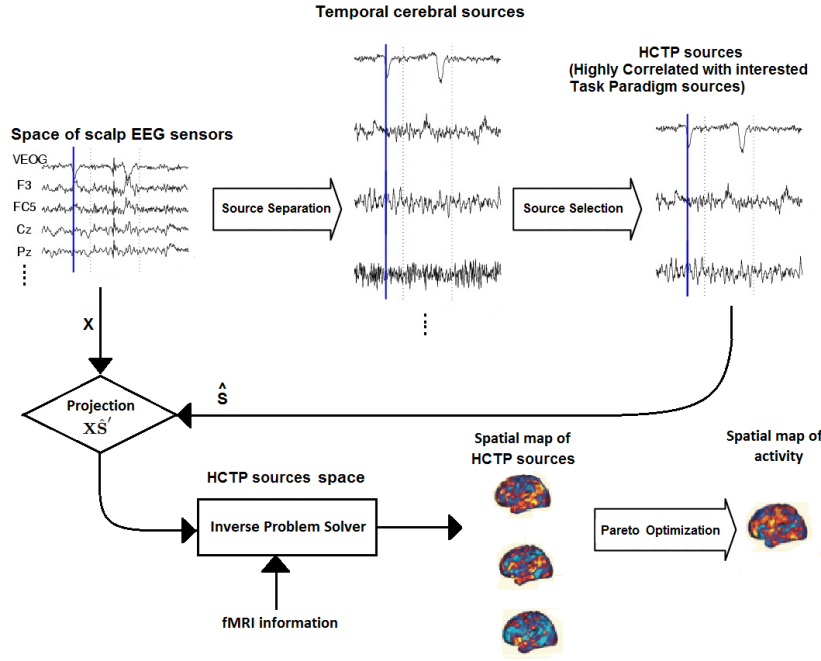 Temporal cerebral sources
HCTP sources
(Highly Correlated with interested
Task Paradigm sources)
Space of scalp EEG sensors
VEOG
F3
FC5
Cz
Pz
Source Separation
Source Selection
X
Ŝ
Projection
XŜ′
HCTP sources space
Inverse Problem Solver
fMRI information
Spatial map of
HCTP sources
Pareto Optimization
Spatial map of
activity